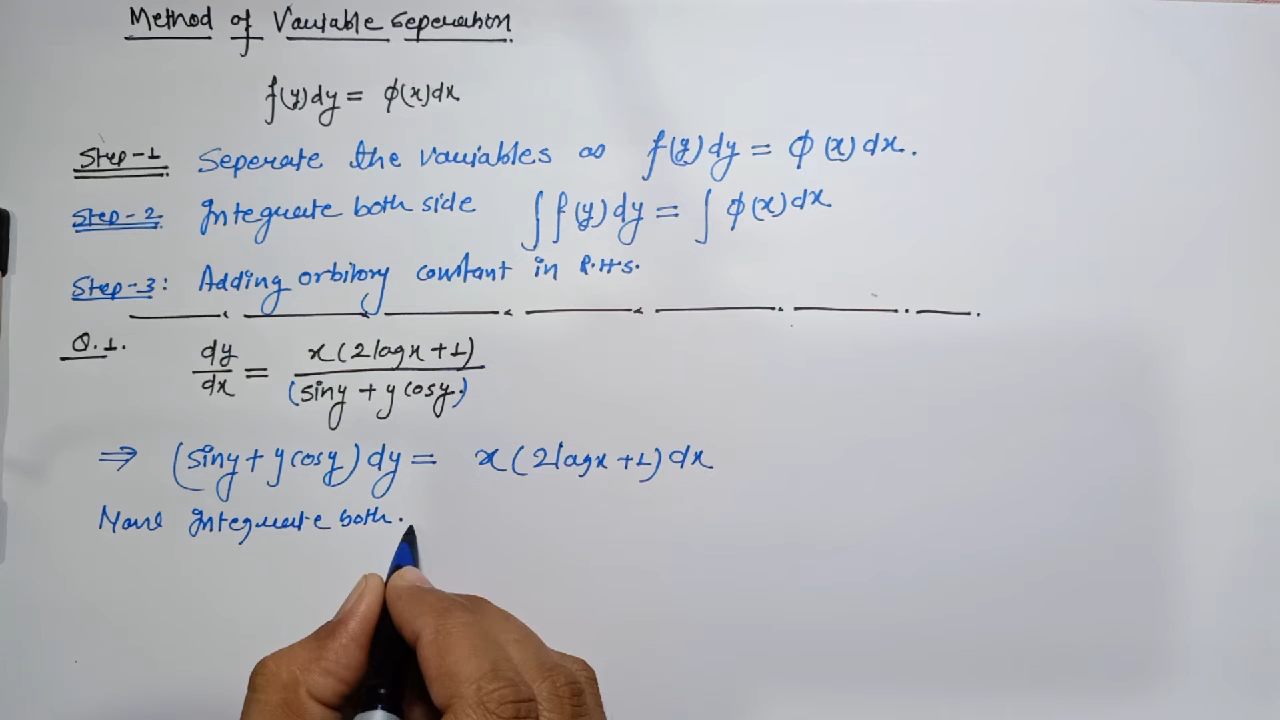 Method of Variable Seperation
f(y)dy = ϕ(x)dx
Step-1 Seperate the variables as f(y)dy = ϕ(x)dx.
Step-2 Integrate both side ∫f(y)dy = ∫ϕ(x)dx
Step-3: Adding orbitory constant in R.H.S.
Q.1. dy/dx = x(2logx+1)/(siny + y cosy)
⇒ (siny + y cosy) dy = x(2logx+1)dx
Integrate both.